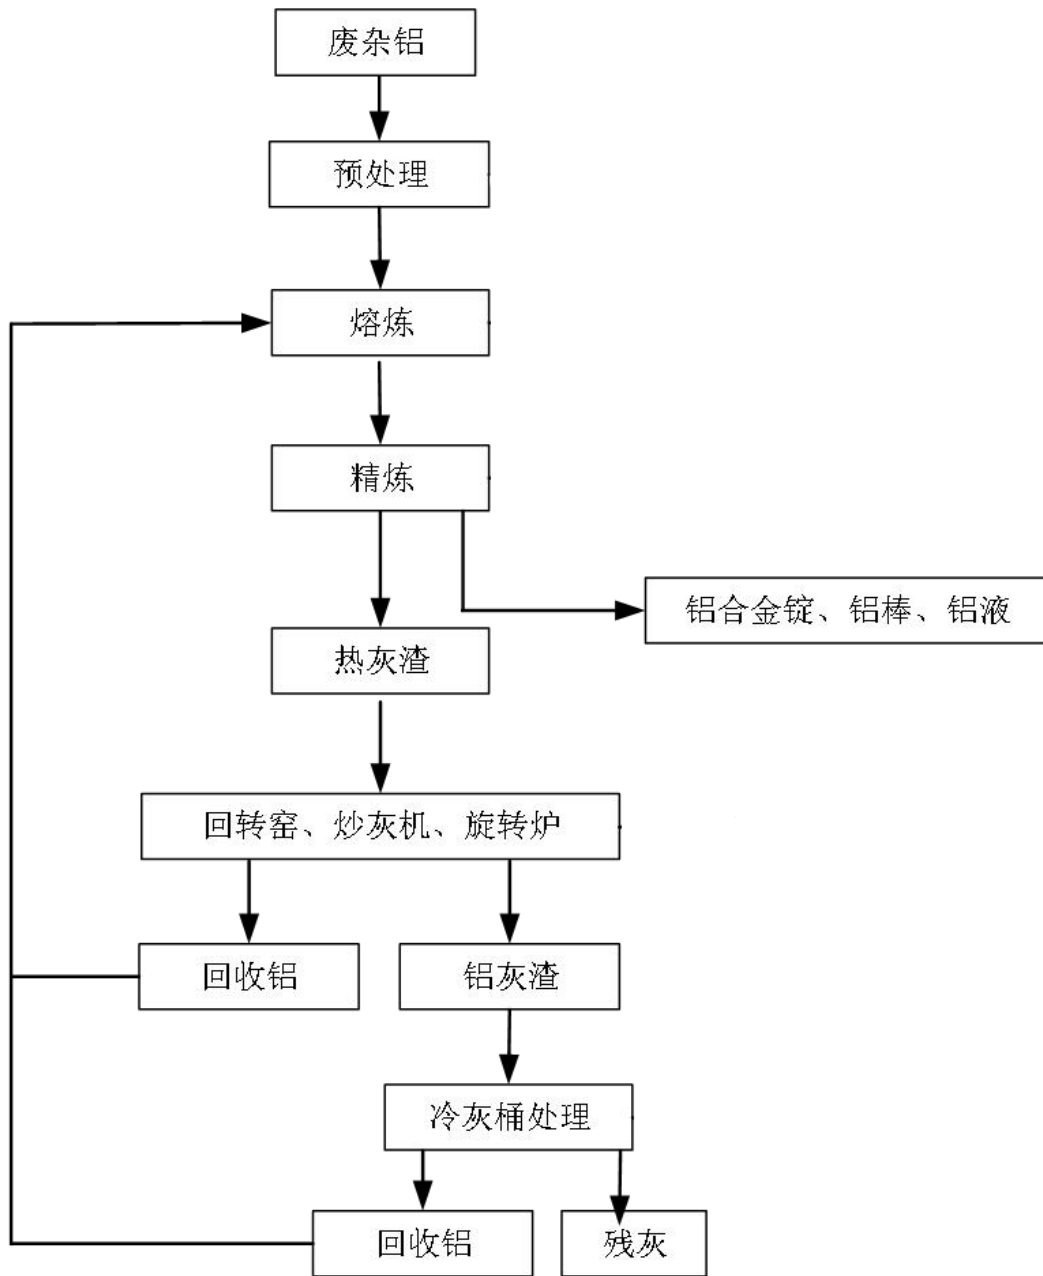 废杂铝
预处理
熔炼
精炼
铝合金锭、铝棒、铝液
热灰渣
回转窑、炒灰机、旋转炉
回收铝
铝灰渣
冷灰桶处理
回收铝
残灰